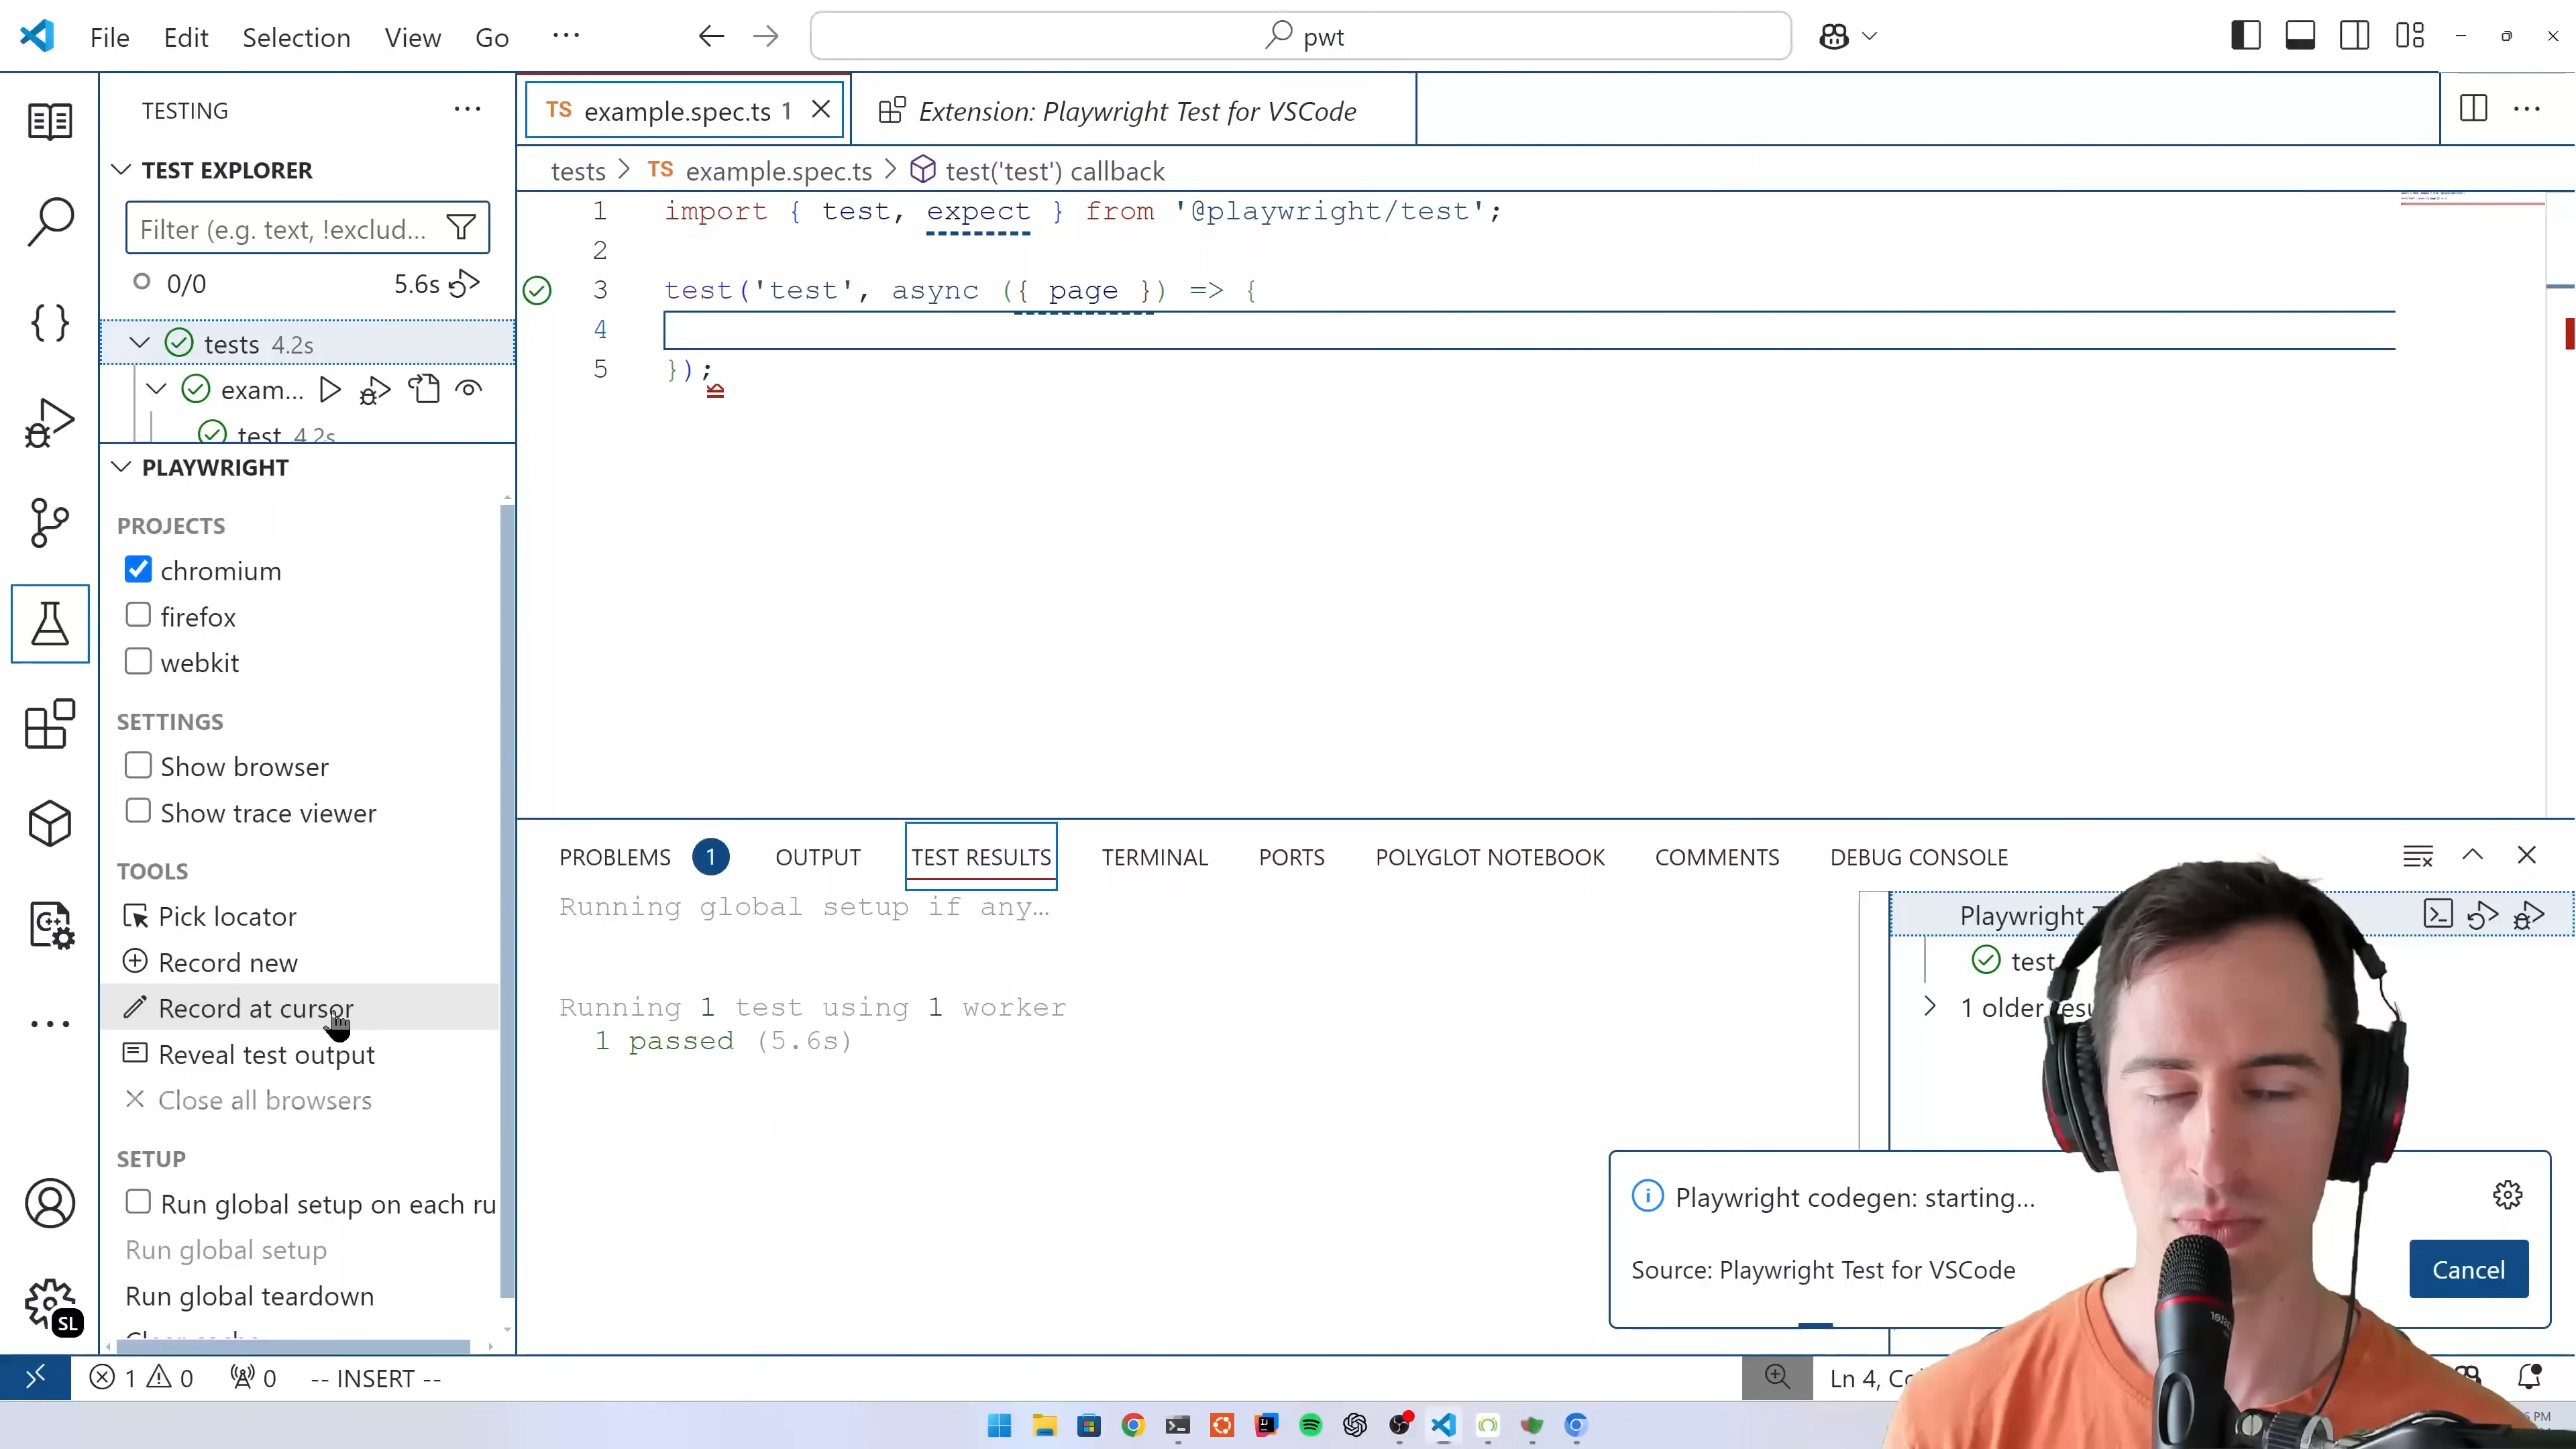 File Edit Selection View Go ··· pwt
TESTING ···
TEST EXPLORER
Filter (e.g. text, !exclud...
0/0 5.6s
tests 4.2s
exam...
test 4.2s
PLAYWRIGHT
PROJECTS
chromium
firefox
webkit
SETTINGS
Show browser
Show trace viewer
TOOLS
Pick locator
Record new
Record at cursor
Reveal test output
Close all browsers
SETUP
Run global setup on each ru
Run global setup
Run global teardown
Clear cache
SL
TS example.spec.ts 1
Extension: Playwright Test for VSCode
tests > TS example.spec.ts > test('test') callback
1 import { test, expect } from '@playwright/test';
2
3 test('test', async ({ page }) => {
4
5 });
PROBLEMS 1 OUTPUT TEST RESULTS TERMINAL PORTS POLYGLOT NOTEBOOK COMMENTS DEBUG CONSOLE
Running global setup if any…
Running 1 test using 1 worker
1 passed (5.6s)
Playwright
test
1 older
Playwright codegen: starting...
Source: Playwright Test for VSCode
Cancel
1 0 0 -- INSERT -- Ln 4,
PM